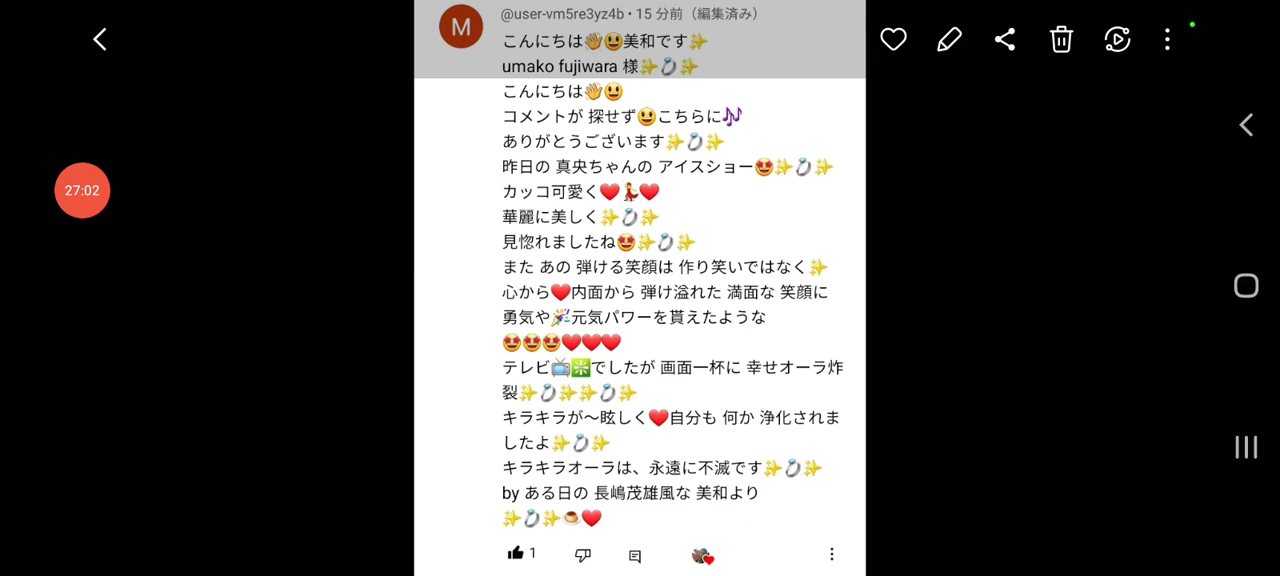 @user-vm5re3yz4b • 15 分前（編集済み）
M
こんにちは👋😃美和です✨
umako fujiwara 様✨💍✨
こんにちは👋😃
コメントが 探せず😃こちらに🎶
ありがとうございます✨💍✨
昨日の 真央ちゃんの アイスショー🤩✨💍✨
カッコ可愛く❤️💃❤️
華麗に美しく✨💍✨
見惚れましたね🤩✨💍✨
また あの 弾ける笑顔は 作り笑いではなく✨
心から❤️内面から 弾け溢れた 満面な 笑顔に
勇気や🎉元気パワーを貰えたような
🤩🤩🤩❤️❤️❤️
テレビ📺❇️でしたが 画面一杯に 幸せオーラ炸
裂✨💍✨✨💍✨
キラキラが〜眩しく❤️自分も 何か 浄化されま
したよ✨💍✨
キラキラオーラは、永遠に不滅です✨💍✨
by ある日の 長嶋茂雄風な 美和より
✨💍✨☕❤️
1
27:02